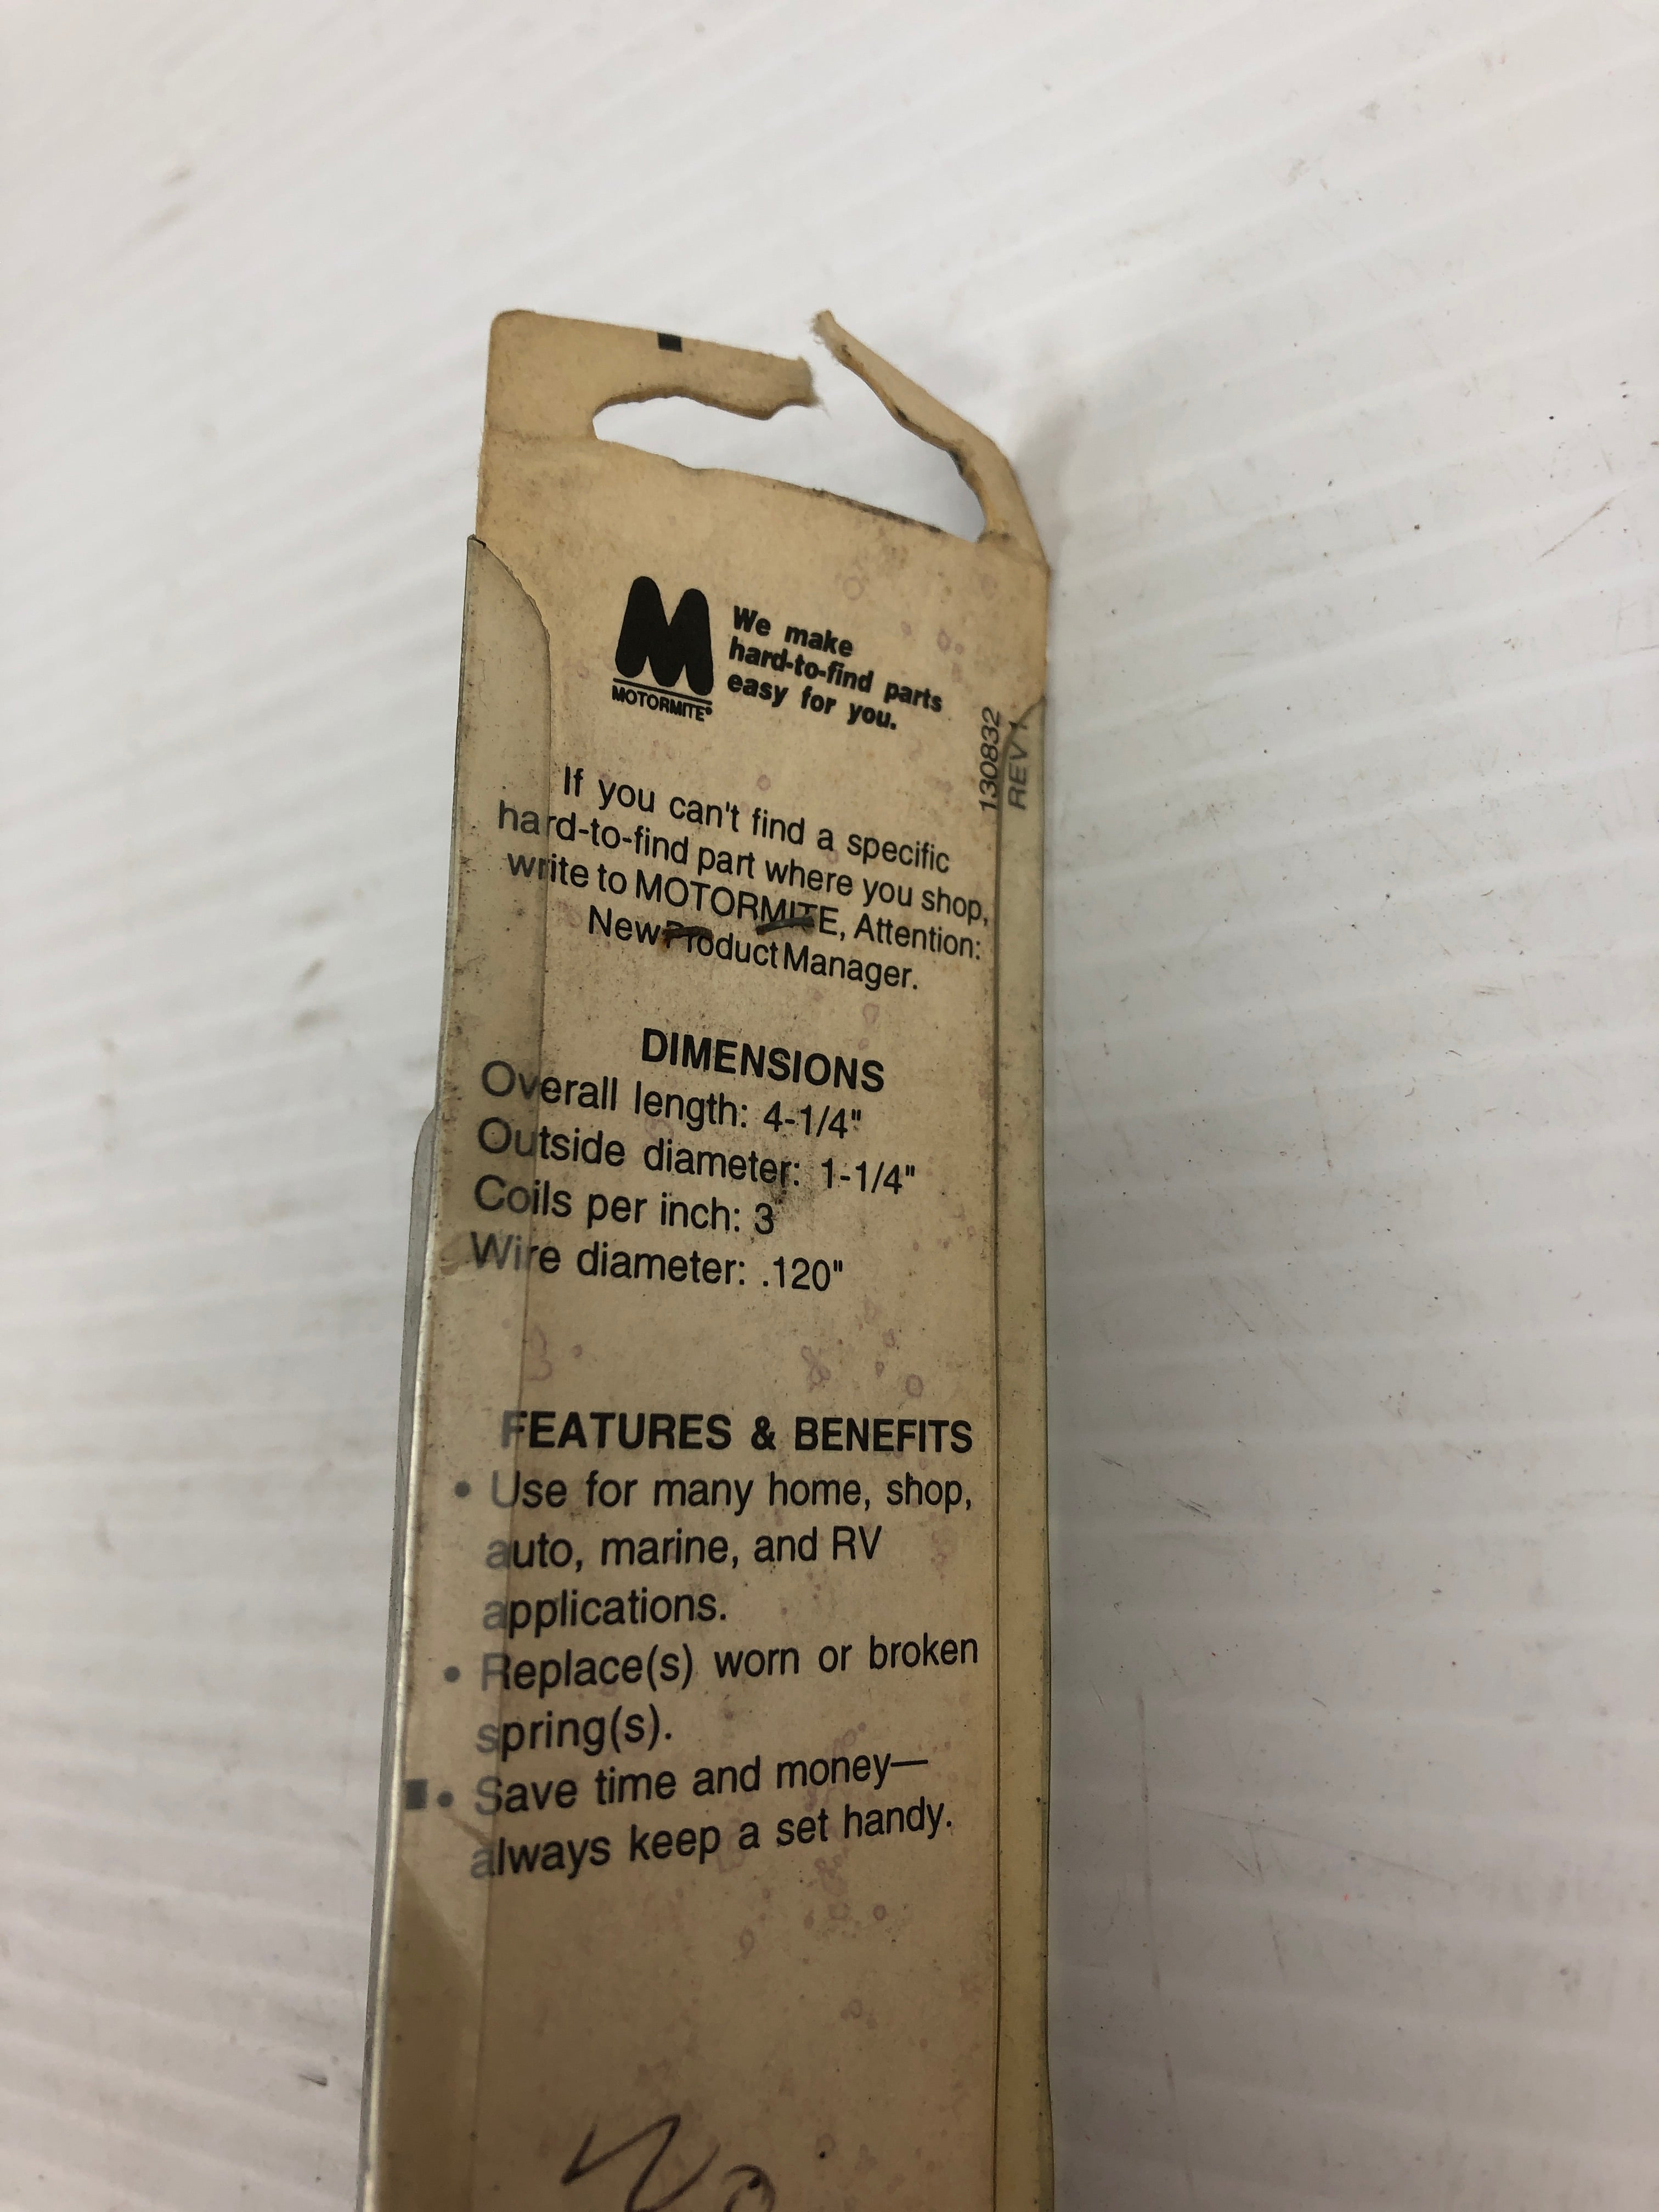 We make
hard-to-find parts
easy for you.
MOTORMITE®
130832
REV 1
If you can't find a specific
hard-to-find part where you shop,
write to MOTORMITE, Attention:
New Product Manager.
DIMENSIONS
Overall length: 4-1/4"
Outside diameter: 1-1/4"
Coils per inch: 3
Wire diameter: .120"
FEATURES & BENEFITS
• Use for many home, shop,
auto, marine, and RV
applications.
• Replace(s) worn or broken
spring(s).
• Save time and money—
always keep a set handy.